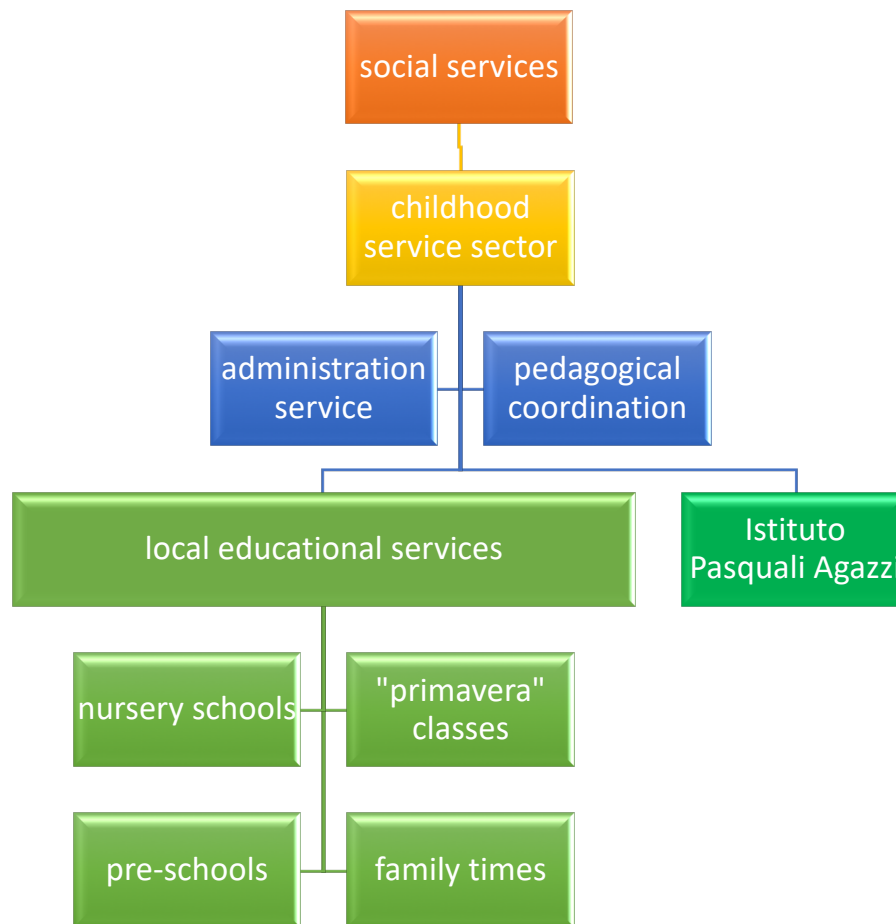 social services
childhood
service sector
administration
service
pedagogical
coordination
local educational services
Istituto
Pasquali Agazzi
nursery schools
"primavera"
classes
pre-schools
family times